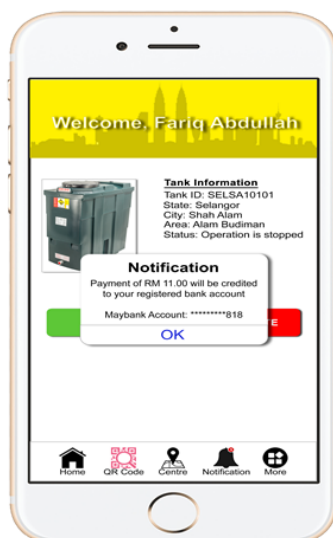 Welcome, Fariq Abdullah
Tank Information
Tank ID: SELSA10101
State: Selangor
City: Shah Alam
Area: Alam Budiman
Status: Operation is stopped
Notification
Payment of RM 11.00 will be credited
to your registered bank account
Maybank Account: *********818
OK
Home
QR Code
Centre
Notification
More